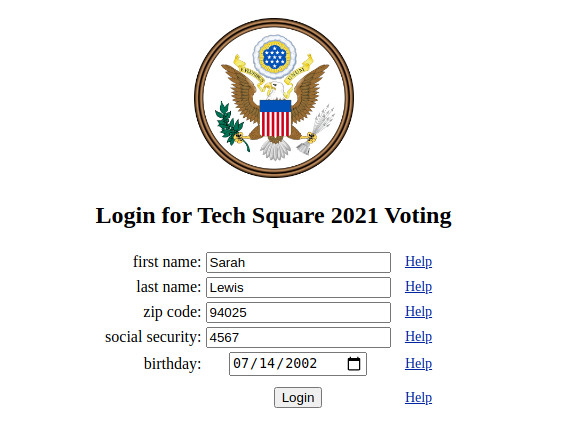 Login for Tech Square 2021 Voting
first name: Sarah Help
last name: Lewis Help
zip code: 94025 Help
social security: 4567 Help
birthday: 07/14/2002 Help
Login Help